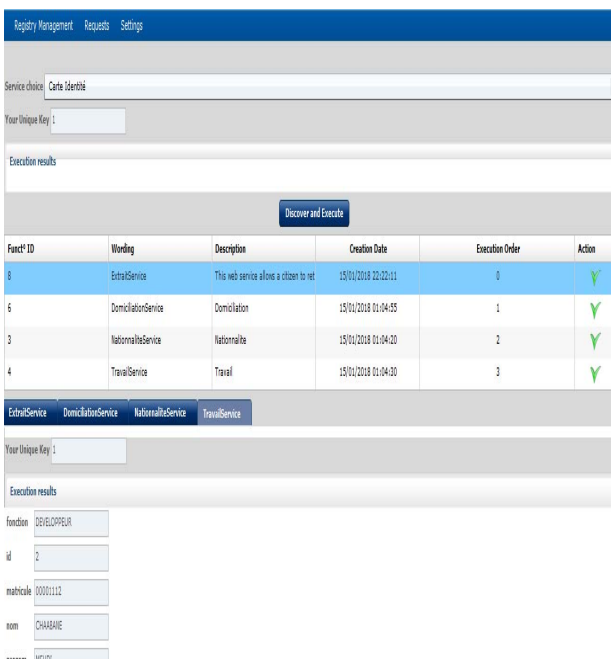 Registry Management Requests Settings
Service choice Carte Identité
Your Unique Key 1
Execution results
Discover and Execute
Funct° ID Wording Description Creation Date Execution Order Action
8 ExtraitService This web service allows a citizen to ret 15/01/2018 22:22:11 0
6 DomiciliationService Domiciliation 15/01/2018 01:04:55 1
3 NationnaliteService Nationnalite 15/01/2018 01:04:20 2
4 TravailService Travail 15/01/2018 01:04:30 3
ExtraitService DomiciliationService NationnaliteService TravailService
Your Unique Key 1
Execution results
fonction DEVELOPPEUR
id 2
matricule 00001112
nom CHAABANE